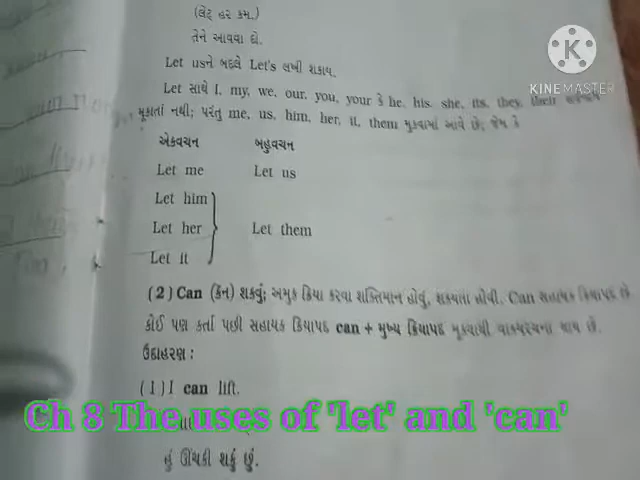 (લેટ્ હર કમ.)
તેને આવવા દો.
Let usને બદલે Let's લખી શકાય.
Let સાથે I, my, we, our, you, your કે he, his, she, its, they, their
મૂકાતાં નથી; પરંતુ me, us, him, her, it, them મુકવામાં આવે છે; જેમ કે
એકવચન બહુવચન
Let me Let us
Let him
Let her Let them
Let it
(2) Can (કૅન) શકવું; અમુક ક્રિયા કરવા શક્તિમાન હોવું, શક્યતા હોવી. Can સહાયક ક્રિયાપદ છે
કોઈ પણ કર્તા પછી સહાયક ક્રિયાપદ can + મુખ્ય ક્રિયાપદ મૂકવાથી વાક્યરચના થાય છે.
ઉદાહરણ :
(1) I can lift.
Ch 8 The uses of 'let' and 'can'
હું ઊંચકી શકું છું.
KINEMASTER